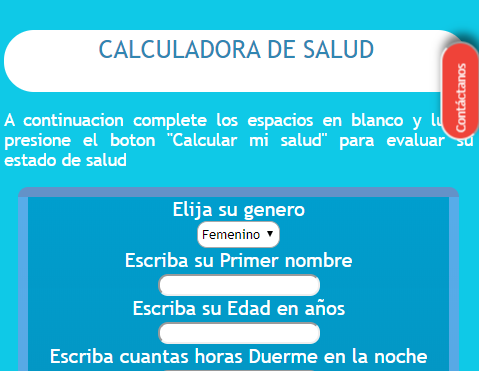 CALCULADORA DE SALUD
Contáctanos
A continuacion complete los espacios en blanco y
presione el boton "Calcular mi salud" para evaluar su
estado de salud
Elija su genero
Femenino
Escriba su Primer nombre
Escriba su Edad en años
Escriba cuantas horas Duerme en la noche